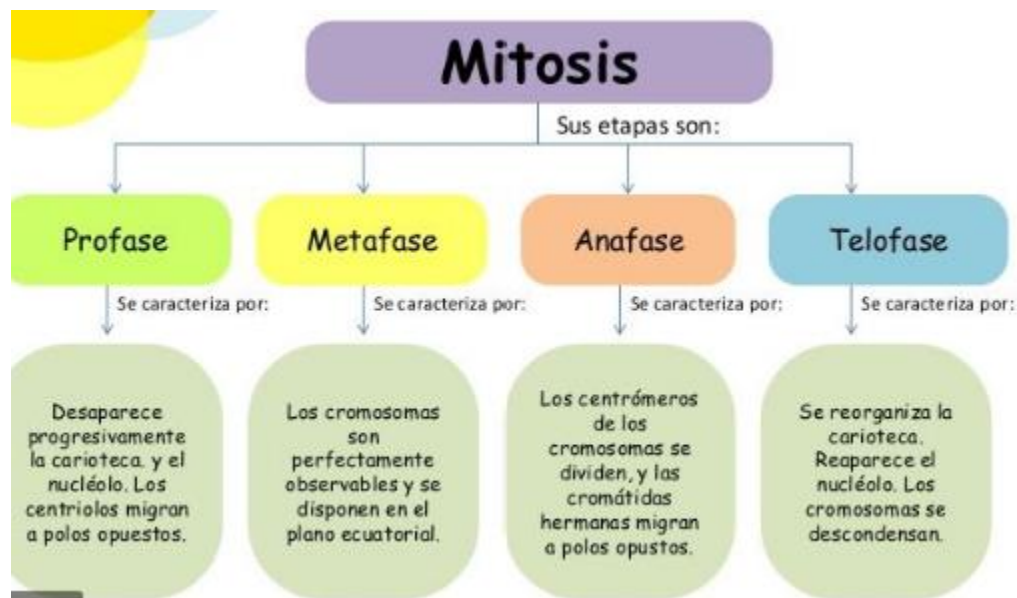 Mitosis
Sus etapas son:
Profase
Metafase
Anafase
Telofase
Se caracteriza por:
Se caracteriza por:
Se caracteriza por:
Se caracteriza por:
Desaparece
progresivamente
la carioteca. y el
nucléolo. Los
centriolos migran
a polos opuestos.
Los cromosomas
son
perfectamente
observables y se
disponen en el
plano ecuatorial.
Los centrómeros
de los
cromosomas se
dividen, y las
cromátidas
hermanas migran
a polos opustos.
Se reorganiza la
carioteca.
Reaparece el
nucléolo. Los
cromosomas se
descondensan.